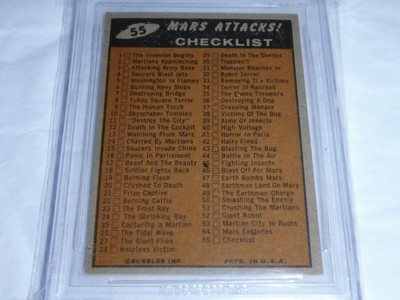 55
MARS ATTACKS!
CHECKLIST
1 The Invasion Begins
2 Martians Approaching
3 Attacking Army Base
4 Saucers Blast Jets
5 Washington in Flames
6 Burning Navy Ships
7 Destroying Bridge
8 Times Square Terror
9 The Human Torch
10 Skyscraper Tombles
11 "Destroy The City"
12 Death In The Cockpit
13 Watching From Mars
14 Charred By Martians
15 Saucers Invade China
16 Panic in Parliament
17 Beast And The Beauty
18 Soldier Fights Back
19 Burning Flesh
20 Crushed To Death
21 Prize Captive
22 Burning Cattle
23 The Frost Ray
24 The Shrinking Ray
25 Capturing a Martian
26 The Tidal Wave
27 The Giant Flies
28 Helpless Victim
29 Death In The Shelter
30 Trapped!!
31 Monster Reaches In
32 Robot Terror
33 Removing The Victims
34 Terror in Railroad
35 The Flame Throwers
36 Destroying A Dog
37 Creeping Menace
38 Victims Of The Bug
39 Army Of Insects
40 High Voltage
41 Horror In Paris
42 Hairy Fiend
43 Blasting The Bug
44 Battle In The Air
45 Fighting Insects
46 Blast Off For Mars
47 Earth Bombs Mars
48 Earthmen Land On Mars
49 The Earthmen Charge
50 Smashing The Enemy
51 Crushing The Martians
52 Giant Robot
53 Martian City In Ruins
54 Mars Explodes
55 Checklist
©BUBBLES INC.
PRTD. IN U.S.A.